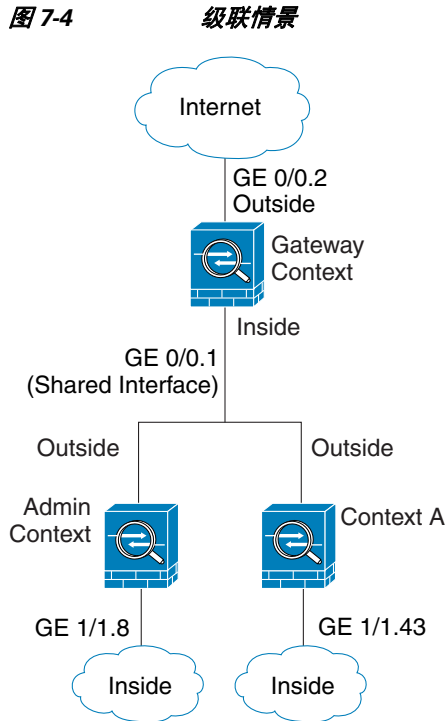 图 7-4 级联情景
Internet
GE 0/0.2
Outside
Gateway
Context
Inside
GE 0/0.1
(Shared Interface)
Outside
Outside
Admin
Context
Context A
GE 1/1.8
GE 1/1.43
Inside
Inside